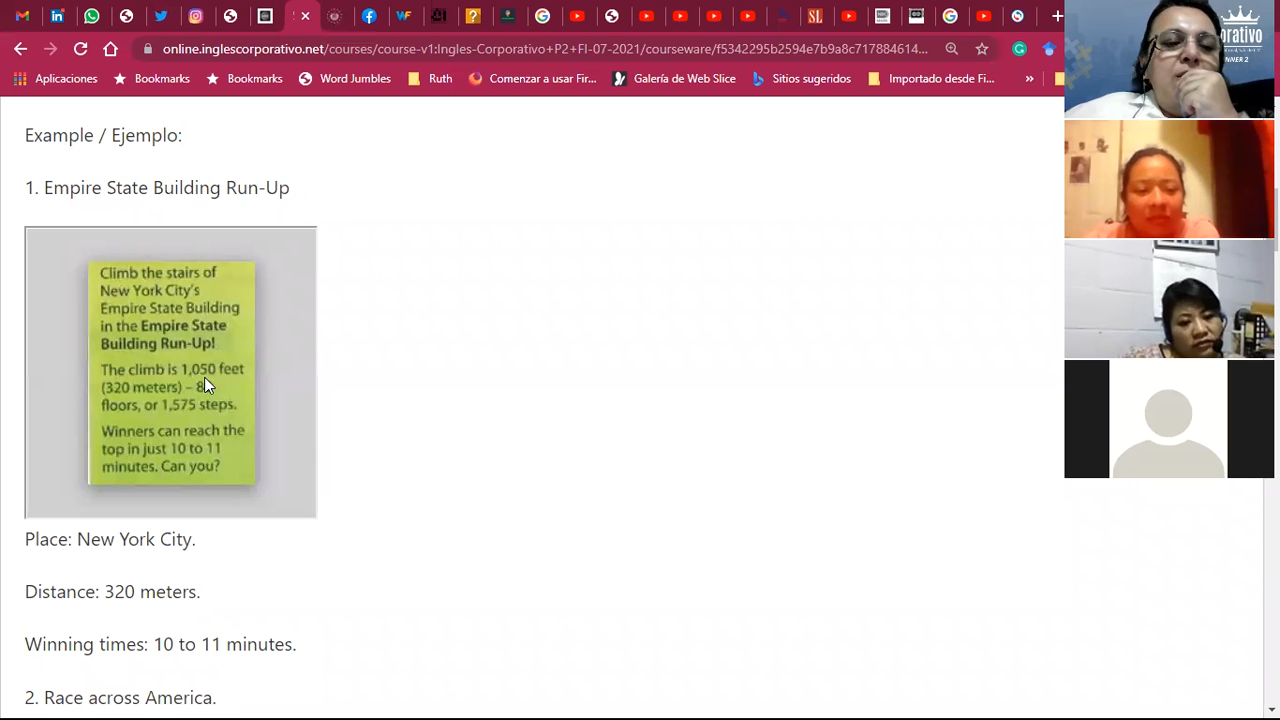 online.inglescorporativo.net/courses/course-v1:Ingles-Corporativo+P2+FI-07-2021/courseware/f5342295b2594e7b9a8c717884614...
Aplicaciones Bookmarks Bookmarks Word Jumbles Ruth Comenzar a usar Fir... Galería de Web Slice Sitios sugeridos Importado desde Fi... »
Example / Ejemplo:
1. Empire State Building Run-Up
Climb the stairs of
New York City's
Empire State Building
in the Empire State
Building Run-Up!
The climb is 1,050 feet
(320 meters) –
floors, or 1,575 steps.
Winners can reach the
top in just 10 to 11
minutes. Can you?
Place: New York City.
Distance: 320 meters.
Winning times: 10 to 11 minutes.
2. Race across America.